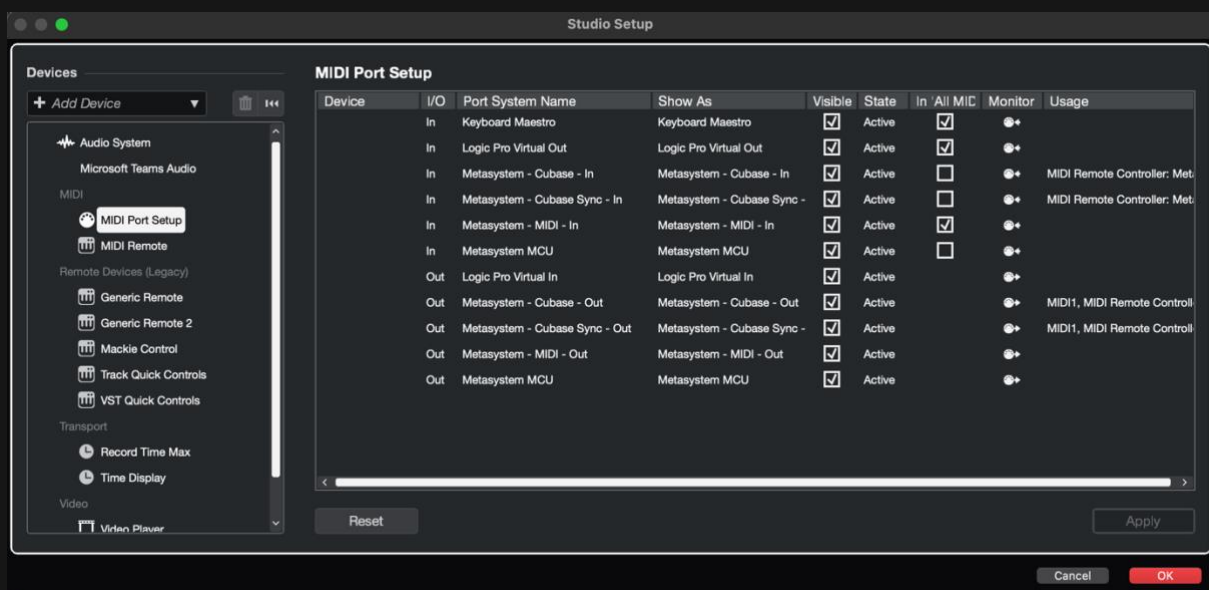 Studio Setup
Devices
+ Add Device
Audio System
Microsoft Teams Audio
MIDI
MIDI Port Setup
MIDI Remote
Remote Devices (Legacy)
Generic Remote
Generic Remote 2
Mackie Control
Track Quick Controls
VST Quick Controls
Transport
Record Time Max
Time Display
Video
Video Player
MIDI Port Setup
Device I/O Port System Name Show As Visible State In 'All MID Monitor Usage
In Keyboard Maestro Keyboard Maestro Active
In Logic Pro Virtual Out Logic Pro Virtual Out Active
In Metasystem - Cubase - In Metasystem - Cubase - In Active MIDI Remote Controller: Met
In Metasystem - Cubase Sync - In Metasystem - Cubase Sync - Active MIDI Remote Controller: Met
In Metasystem - MIDI - In Metasystem - MIDI - In Active
In Metasystem MCU Metasystem MCU Active
Out Logic Pro Virtual In Logic Pro Virtual In Active
Out Metasystem - Cubase - Out Metasystem - Cubase - Out Active MIDI1, MIDI Remote Controll
Out Metasystem - Cubase Sync - Out Metasystem - Cubase Sync - Active MIDI1, MIDI Remote Controll
Out Metasystem - MIDI - Out Metasystem - MIDI - Out Active
Out Metasystem MCU Metasystem MCU Active
Reset
Apply
Cancel
OK